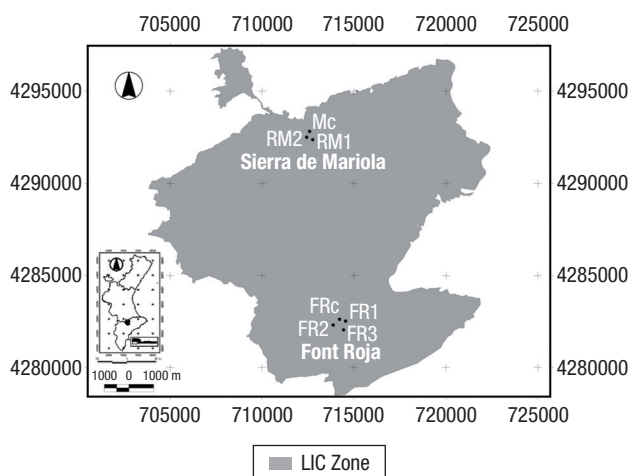 705000 710000 715000 720000 725000
4295000 4295000
Mc
RM2 RM1
Sierra de Mariola
4290000 4290000
4285000 4285000
FRc FR1
FR2 FR3
Font Roja
4280000 4280000
1000 0 1000 m
705000 710000 715000 720000 725000
LIC Zone